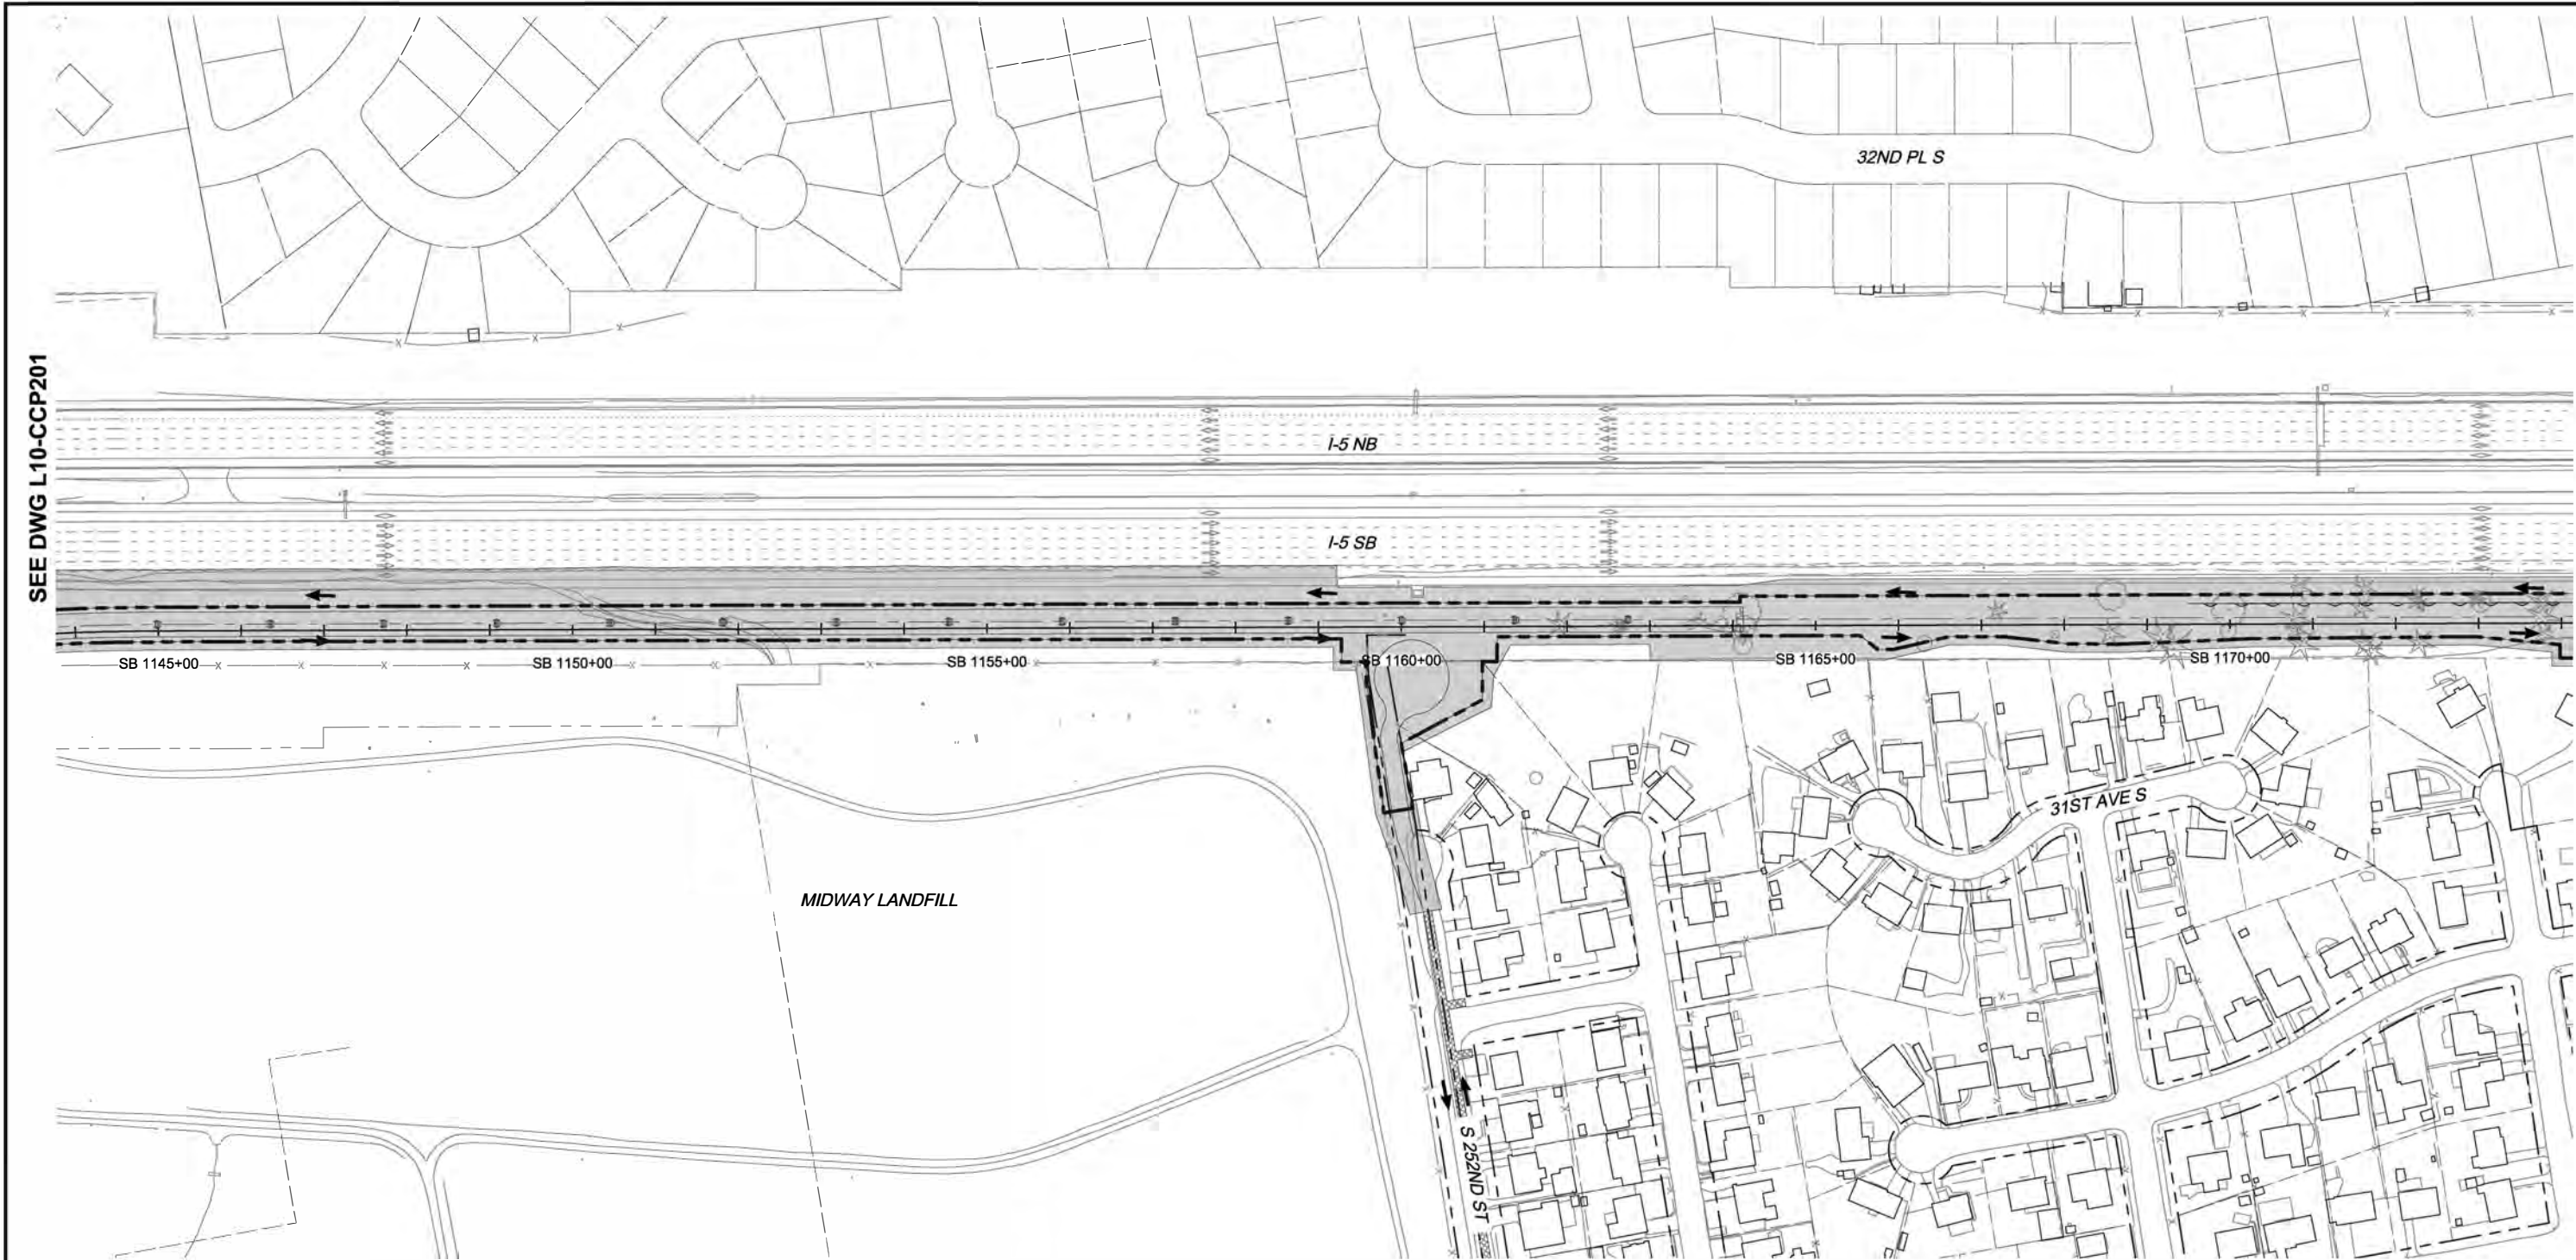 32ND PL S
SEE DWG L10-CCP201
I-5 NB
I-5 SB
SB 1145+00
SB 1150+00
SB 1155+00
SB 1160+00
SB 1165+00
SB 1170+00
31ST AVE S
MIDWAY LANDFILL
S 252ND ST